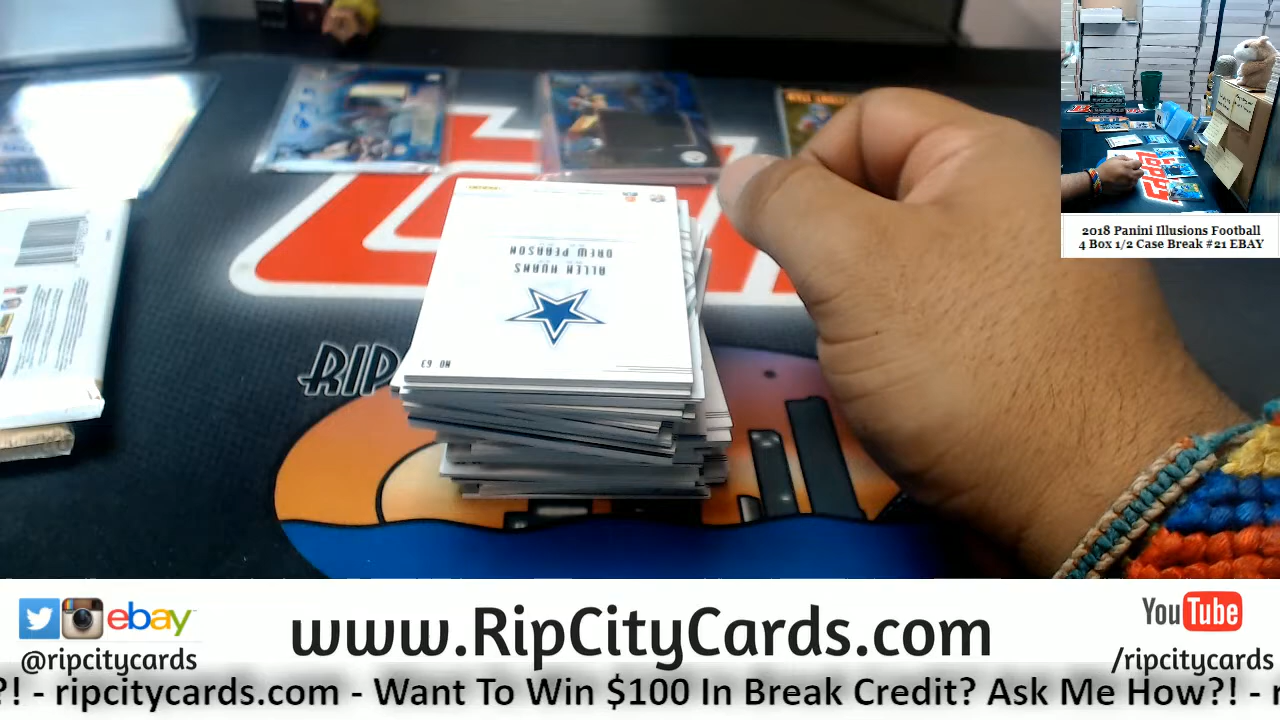 2018 Panini Illusions Football
4 Box 1/2 Case Break #21 EBAY
DREW PEARSON
ALLEN HURNS
NO 63
RIP
ebay
www.RipCityCards.com
YouTube
@ripcitycards
/ripcitycards
?! - ripcitycards.com - Want To Win $100 In Break Credit? Ask Me How?! - r